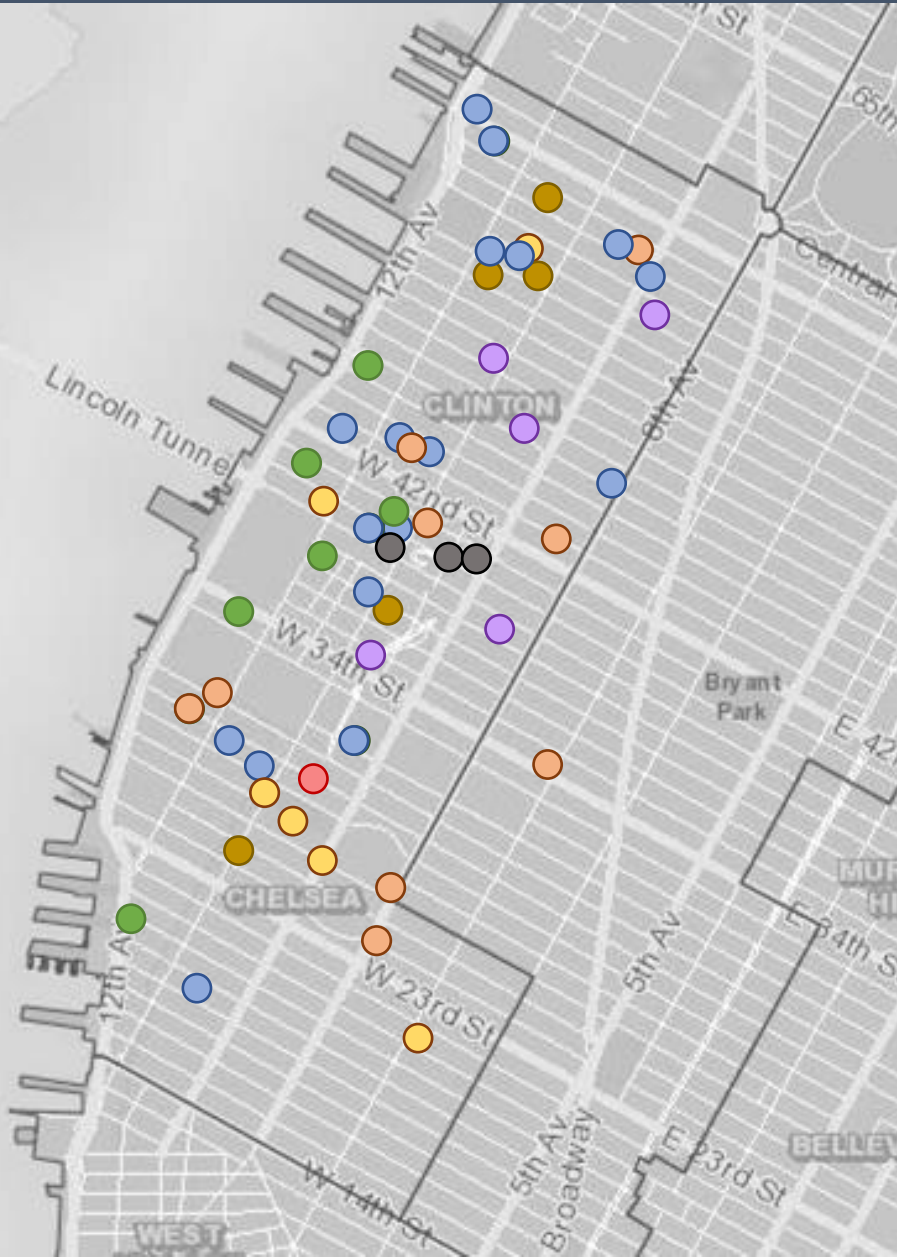 h St
65th
12th Av
Central
Lincoln Tunne
CLINTON
8th Av
W 42nd St
W 34th St
Bryant
Park
E 42
MUR
HI
CHELSEA
E 34th S
5th Av
12th Av
W 23rd St
E 23rd St
BELLEV
5th Av
Broadway
W 14th St
WEST